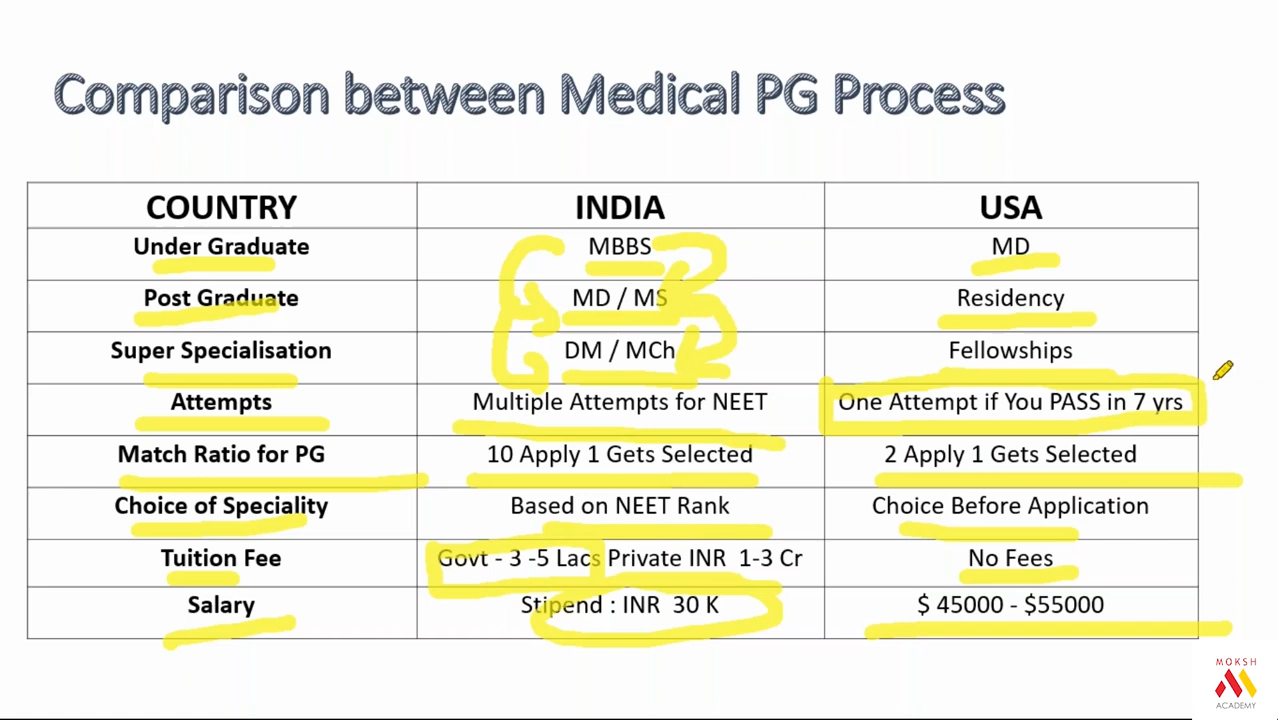 Comparison between Medical PG Process
COUNTRY INDIA USA
Under Graduate MBBS MD
Post Graduate MD / MS Residency
Super Specialisation DM / MCh Fellowships
Attempts Multiple Attempts for NEET One Attempt if You PASS in 7 yrs
Match Ratio for PG 10 Apply 1 Gets Selected 2 Apply 1 Gets Selected
Choice of Speciality Based on NEET Rank Choice Before Application
Tuition Fee Govt - 3 -5 Lacs Private INR 1-3 Cr No Fees
Salary Stipend : INR 30 K $ 45000 - $55000
MOKSH
ACADEMY